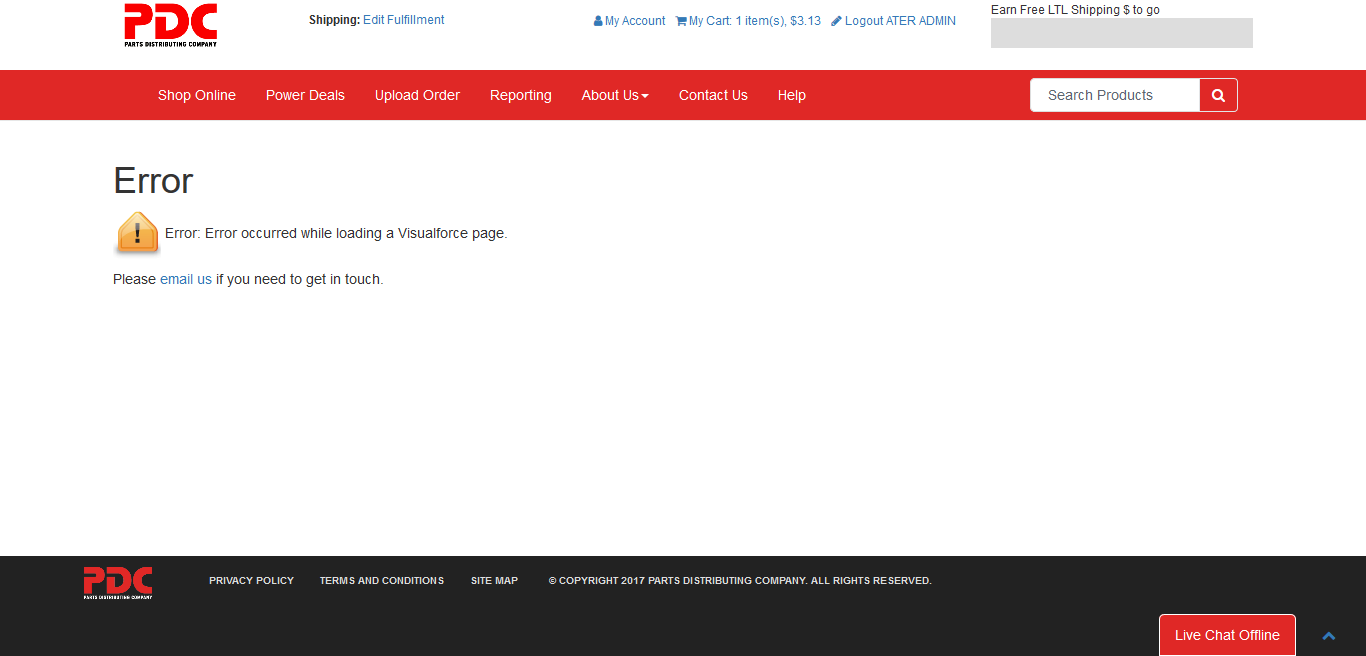 PDC
PARTS DISTRIBUTING COMPANY
Shipping: Edit Fulfillment
My Account My Cart: 1 item(s), $3.13 Logout ATER ADMIN
Earn Free LTL Shipping $ to go
Shop Online Power Deals Upload Order Reporting About Us Contact Us Help
Search Products
Error
Error: Error occurred while loading a Visualforce page.
Please email us if you need to get in touch.
PDC
PARTS DISTRIBUTING COMPANY
PRIVACY POLICY TERMS AND CONDITIONS SITE MAP © COPYRIGHT 2017 PARTS DISTRIBUTING COMPANY. ALL RIGHTS RESERVED.
Live Chat Offline